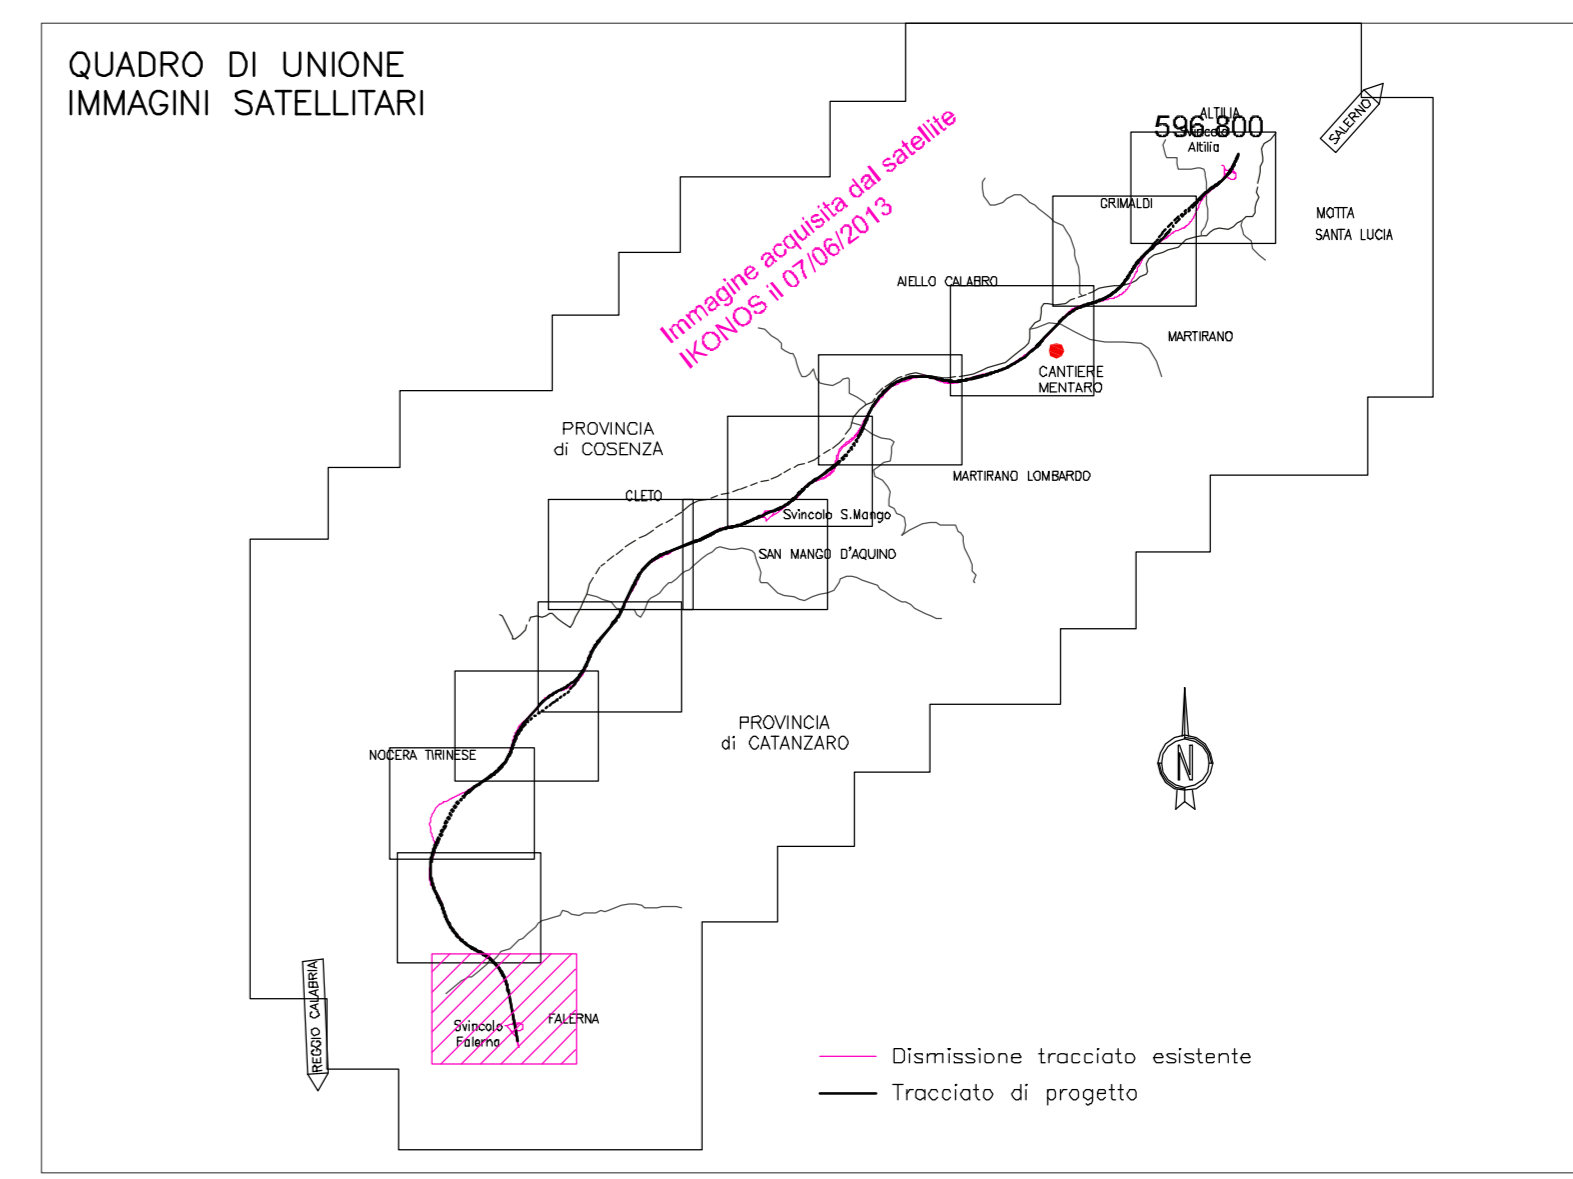 QUADRO DI UNIONE
IMMAGINI SATELLITARI
Immagine acquisita dal satellite
IKONOS il 07/06/2013
SALERNO
ALTILIA
596.800
Svincolo
Altilia
GRIMALDI
MOTTA
SANTA LUCIA
AIELLO CALABRO
MARTIRANO
CANTIERE
MENTARO
PROVINCIA
di COSENZA
MARTIRANO LOMBARDO
CLETO
Svincolo S.Mango
SAN MANGO D'AQUINO
PROVINCIA
di CATANZARO
N
NOCERA TIRINESE
REGGIO CALABRIA
Svincolo
Falerna
FALERNA
Dismissione tracciato esistente
Tracciato di progetto